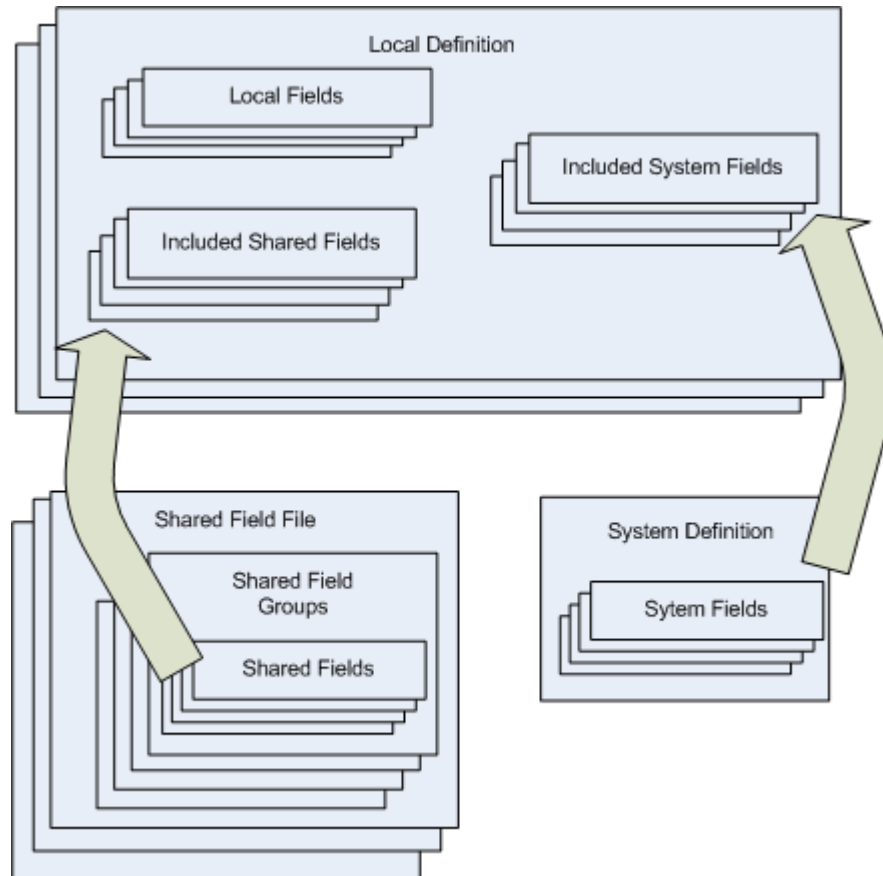 Local Definition
Local Fields
Included System Fields
Included Shared Fields
Shared Field File
System Definition
Shared Field
Groups
Sytem Fields
Shared Fields